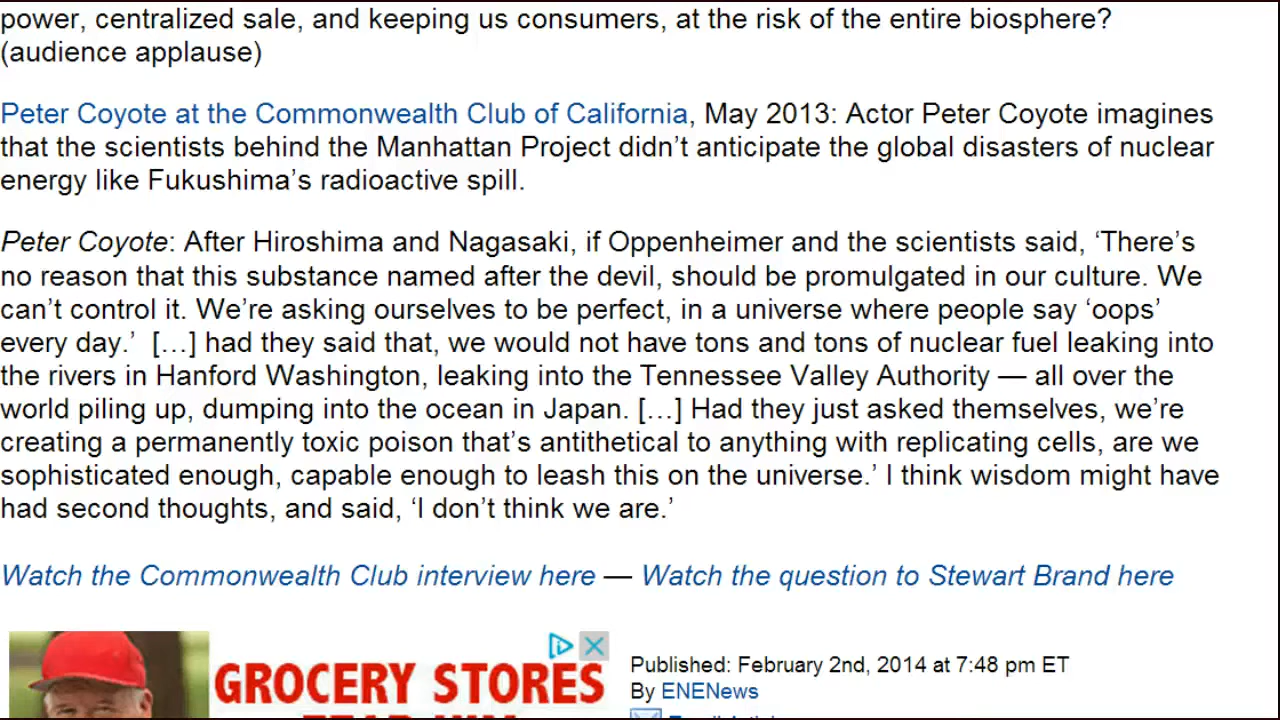 power, centralized sale, and keeping us consumers, at the risk of the entire biosphere?
(audience applause)
Peter Coyote at the Commonwealth Club of California, May 2013: Actor Peter Coyote imagines
that the scientists behind the Manhattan Project didn’t anticipate the global disasters of nuclear
energy like Fukushima’s radioactive spill.
Peter Coyote: After Hiroshima and Nagasaki, if Oppenheimer and the scientists said, ‘There’s
no reason that this substance named after the devil, should be promulgated in our culture. We
can’t control it. We’re asking ourselves to be perfect, in a universe where people say ‘oops’
every day.’ […] had they said that, we would not have tons and tons of nuclear fuel leaking into
the rivers in Hanford Washington, leaking into the Tennessee Valley Authority — all over the
world piling up, dumping into the ocean in Japan. […] Had they just asked themselves, we’re
creating a permanently toxic poison that’s antithetical to anything with replicating cells, are we
sophisticated enough, capable enough to leash this on the universe.’ I think wisdom might have
had second thoughts, and said, ‘I don’t think we are.’
Watch the Commonwealth Club interview here — Watch the question to Stewart Brand here
GROCERY STORES
Published: February 2nd, 2014 at 7:48 pm ET
By ENENews